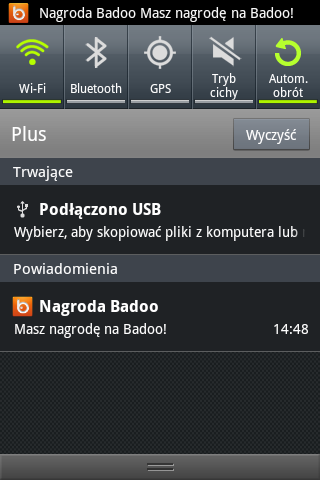 Nagroda Badoo Masz nagrodę na Badoo!
Wi-Fi
Bluetooth
GPS
Tryb
cichy
Autom.
obrót
Plus
Wyczyść
Trwające
Podłączono USB
Wybierz, aby skopiować pliki z komputera lub
Powiadomienia
Nagroda Badoo
Masz nagrodę na Badoo! 14:48